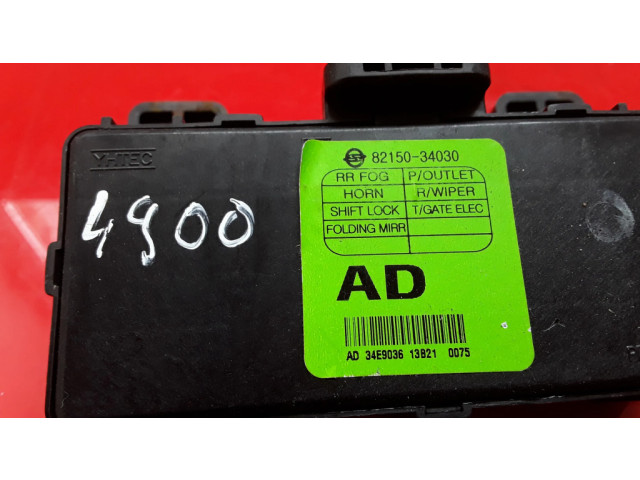 YHTEC
4900
82150-34030
RR FOG P/OUTLET
HORN R/WIPER
SHIFT LOCK T/GATE ELEC
FOLDING MIRR
AD
AD 34E9036 13821 0075